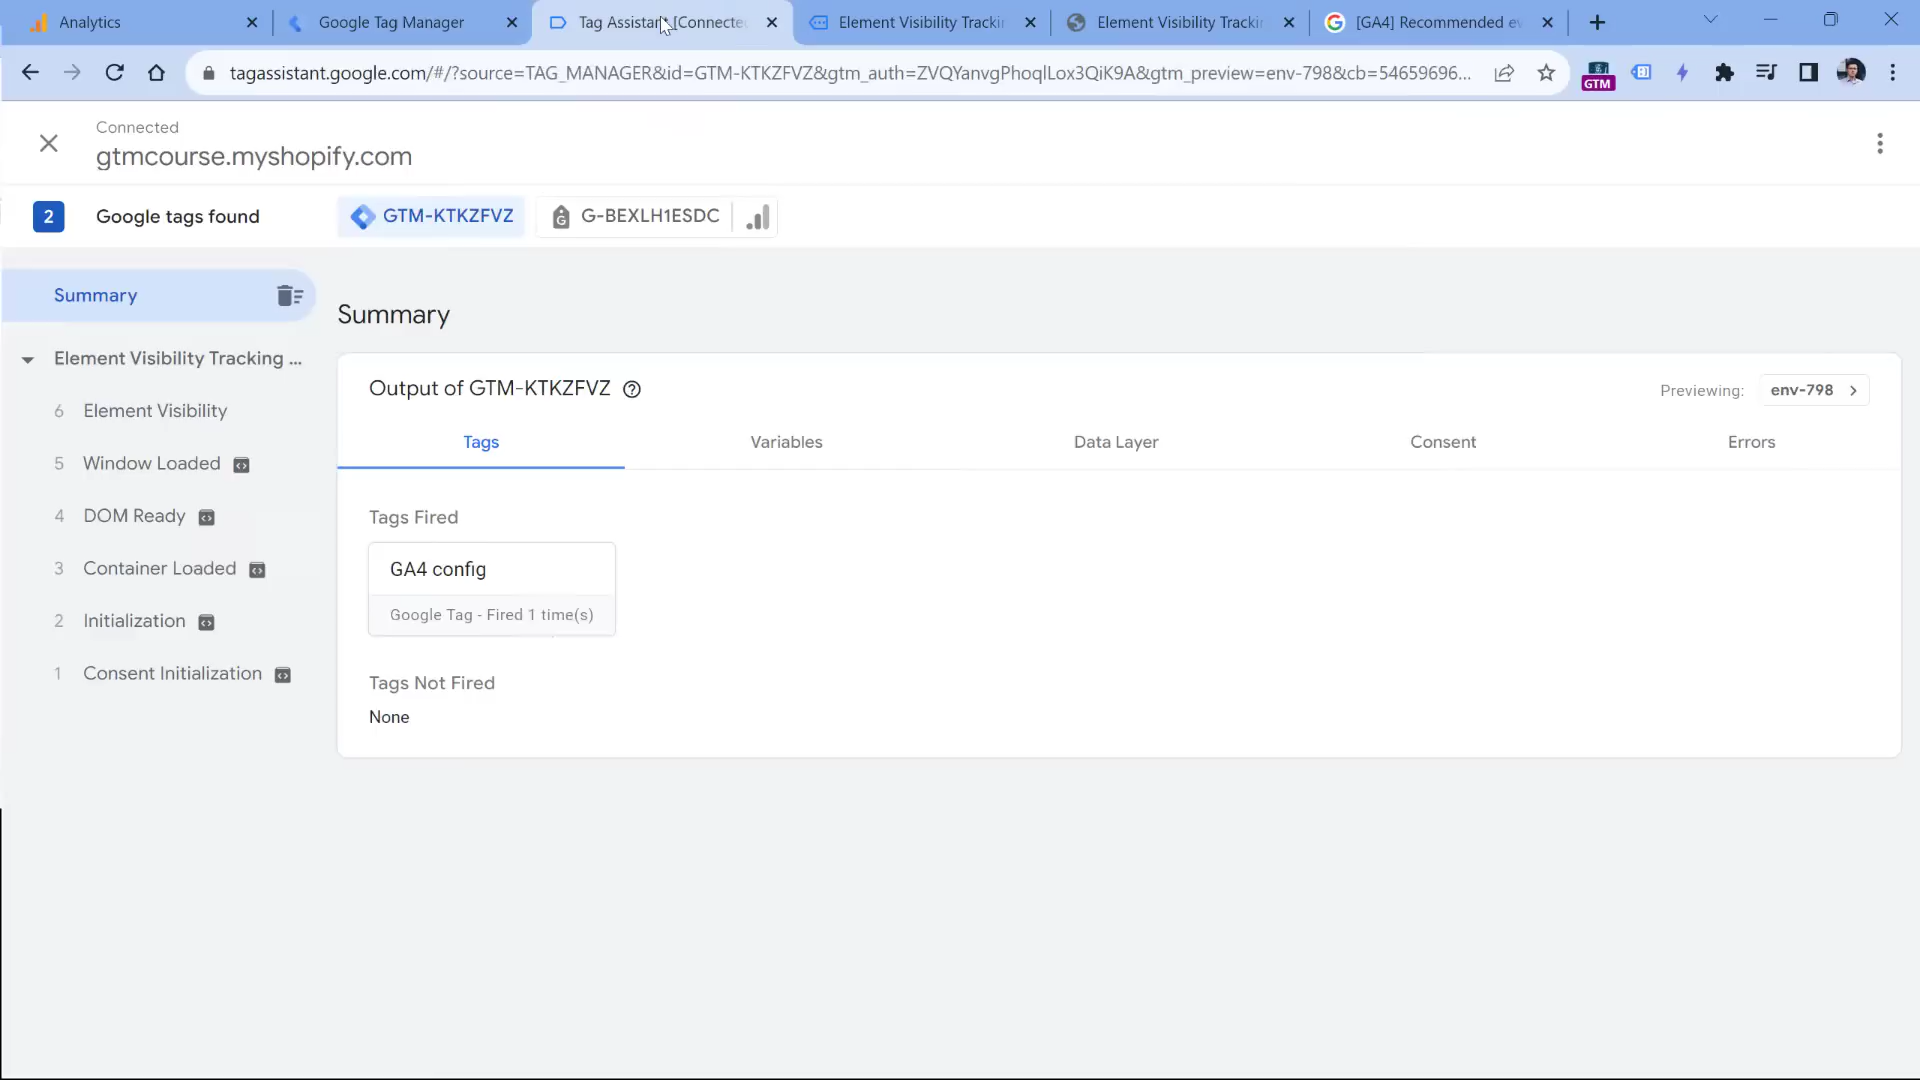 Analytics
Google Tag Manager
Tag Assistant [Connected
Element Visibility Trackin
Element Visibility Trackin
[GA4] Recommended ev
tagassistant.google.com/#/?source=TAG_MANAGER&id=GTM-KTKZFVZ&gtm_auth=ZVQYanvgPhoqlLox3QiK9A&gtm_preview=env-798&cb=54659696...
GTM
Connected
gtmcourse.myshopify.com
2 Google tags found
GTM-KTKZFVZ
G-BEXLH1ESDC
Summary
Element Visibility Tracking ...
6 Element Visibility
5 Window Loaded
4 DOM Ready
3 Container Loaded
2 Initialization
1 Consent Initialization
Summary
Output of GTM-KTKZFVZ
Previewing: env-798
Tags
Variables
Data Layer
Consent
Errors
Tags Fired
GA4 config
Google Tag - Fired 1 time(s)
Tags Not Fired
None